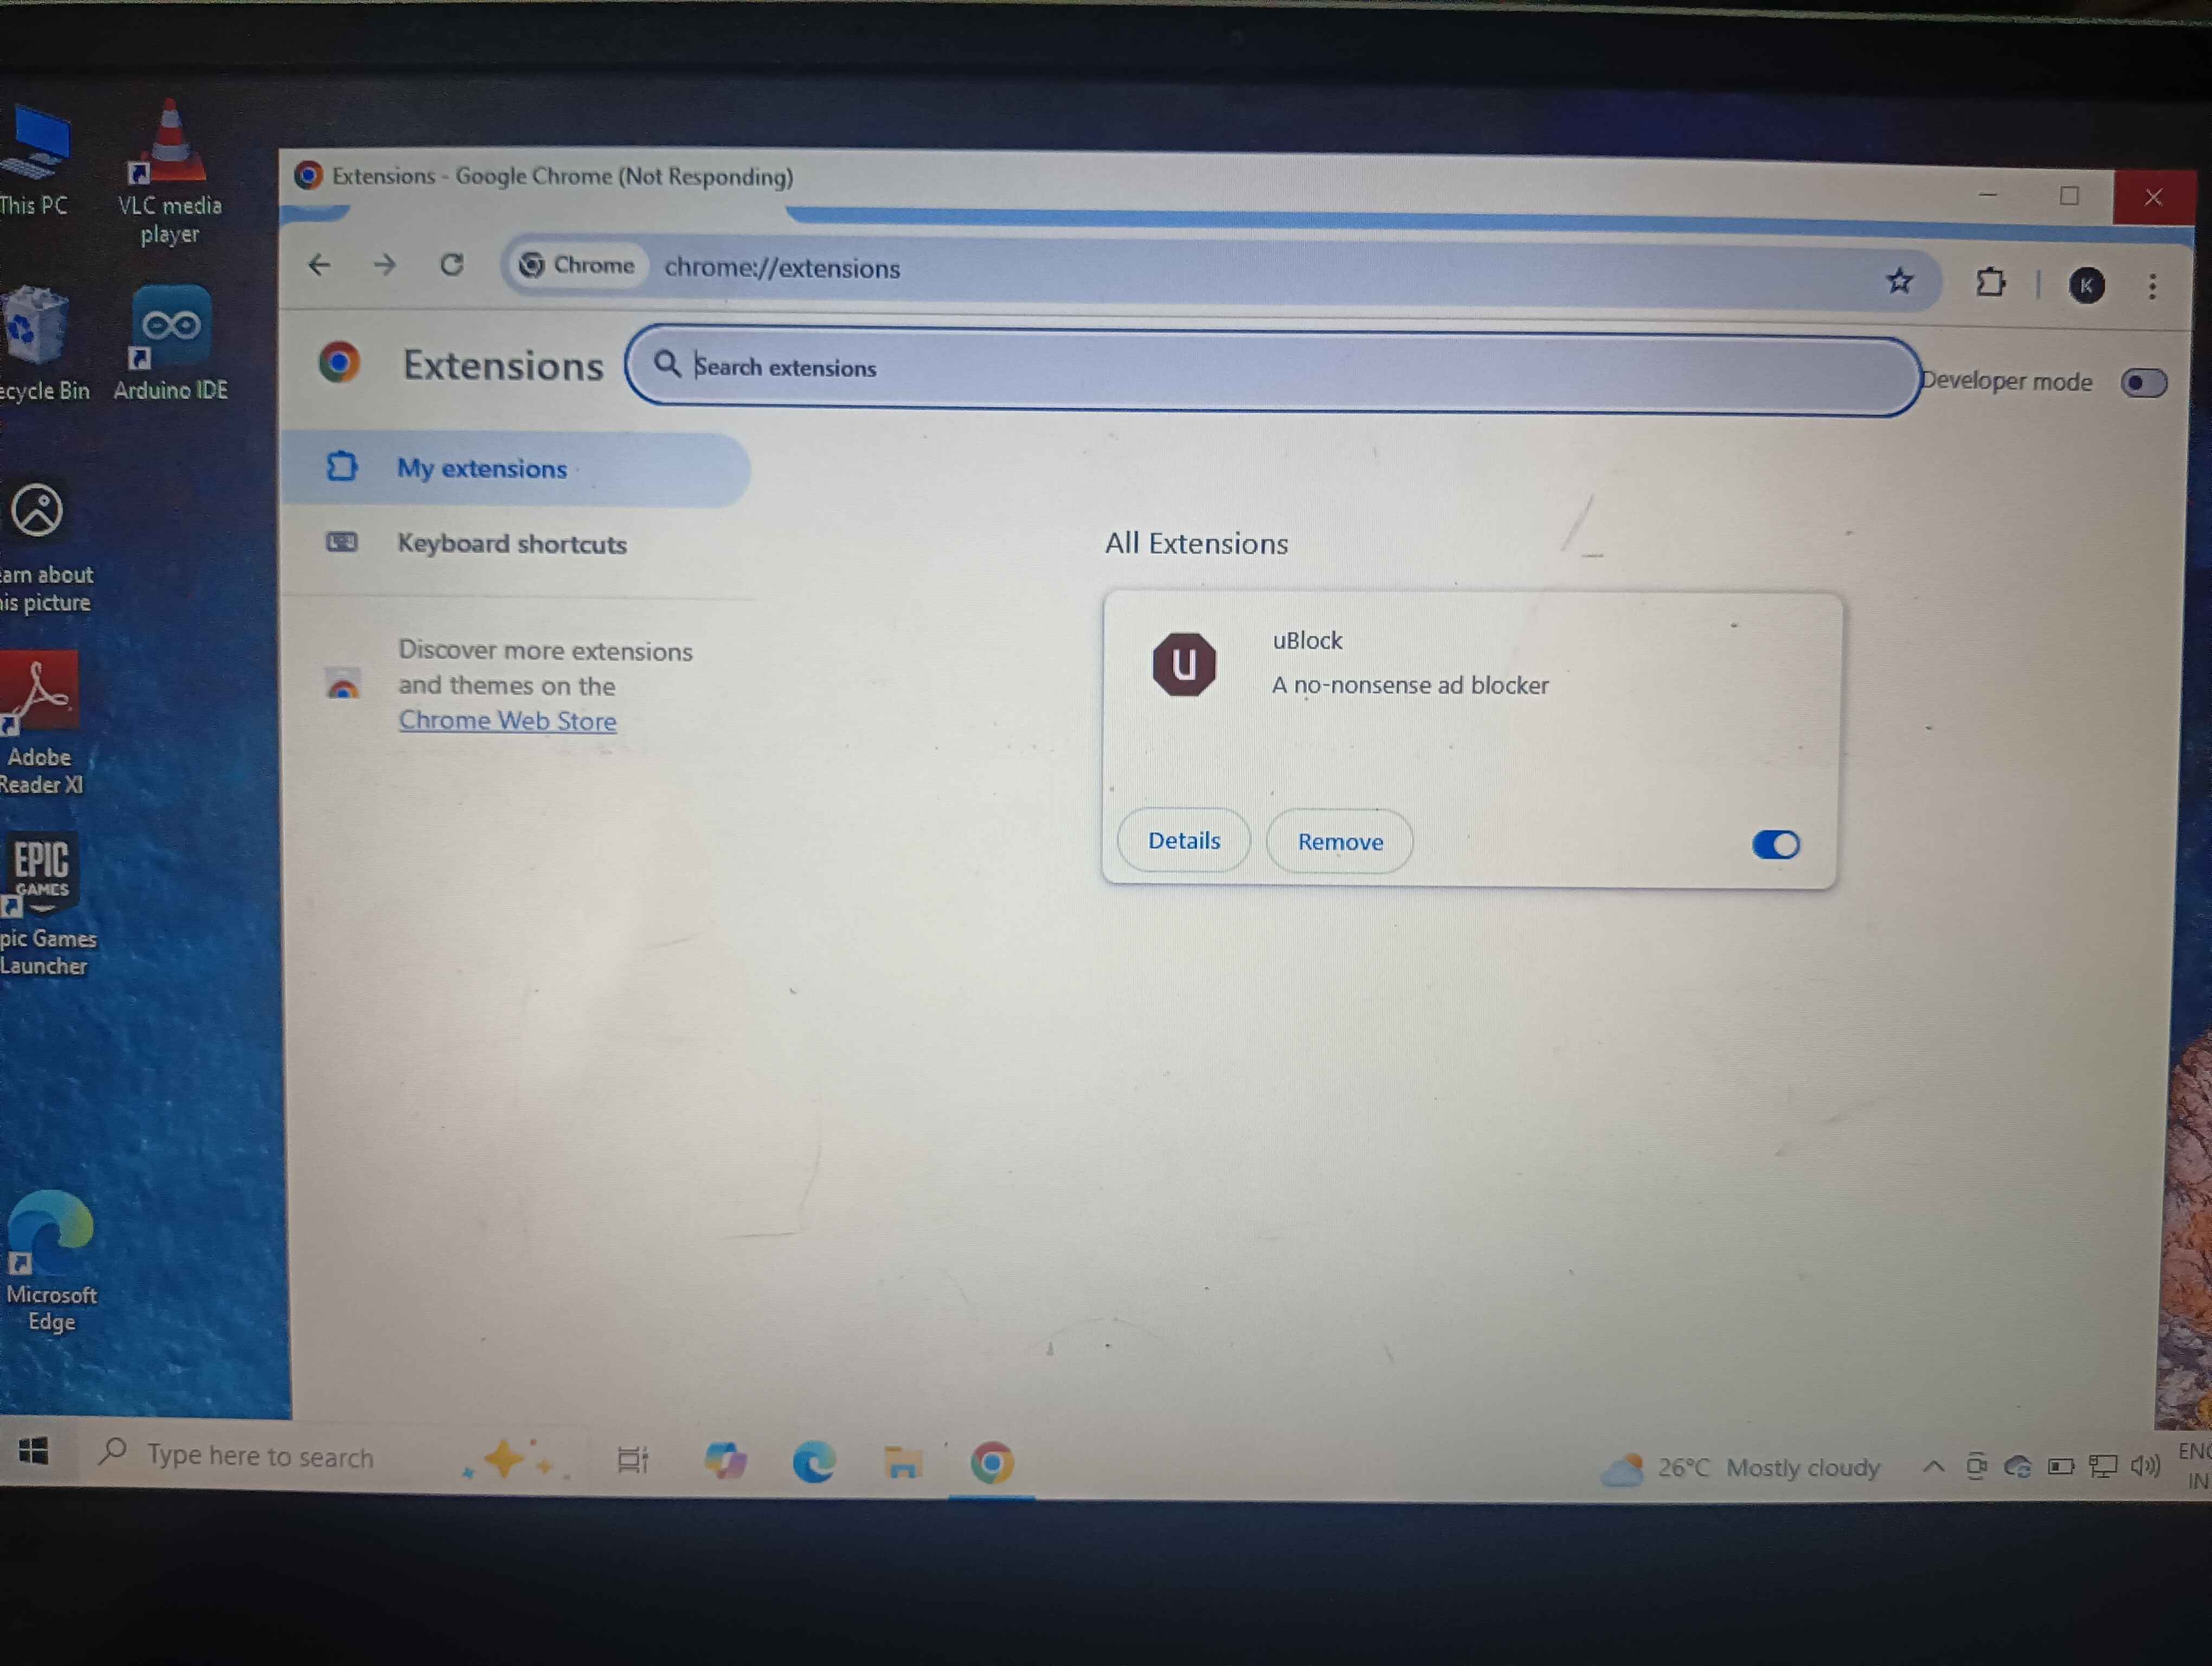 This PC
VLC media
player
ecycle Bin
Arduino IDE
earn about
his picture
Adobe
Reader XI
EPIC
GAMES
pic Games
Launcher
Microsoft
Edge
Extensions - Google Chrome (Not Responding)
Chrome
chrome://extensions
K
Extensions
Search extensions
Developer mode
My extensions
Keyboard shortcuts
Discover more extensions
and themes on the
Chrome Web Store
All Extensions
U
uBlock
A no-nonsense ad blocker
Details
Remove
Type here to search
26°C Mostly cloudy
ENG
IN